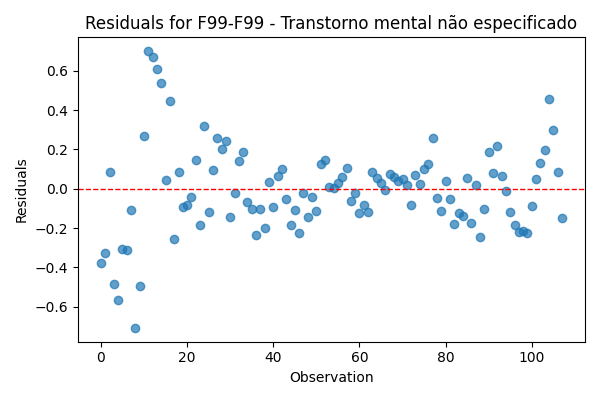 Residuals for F99-F99 - Transtorno mental não especificado
Residuals
0.6
0.4
0.2
0.0
−0.2
−0.4
−0.6
0 20 40 60 80 100
Observation